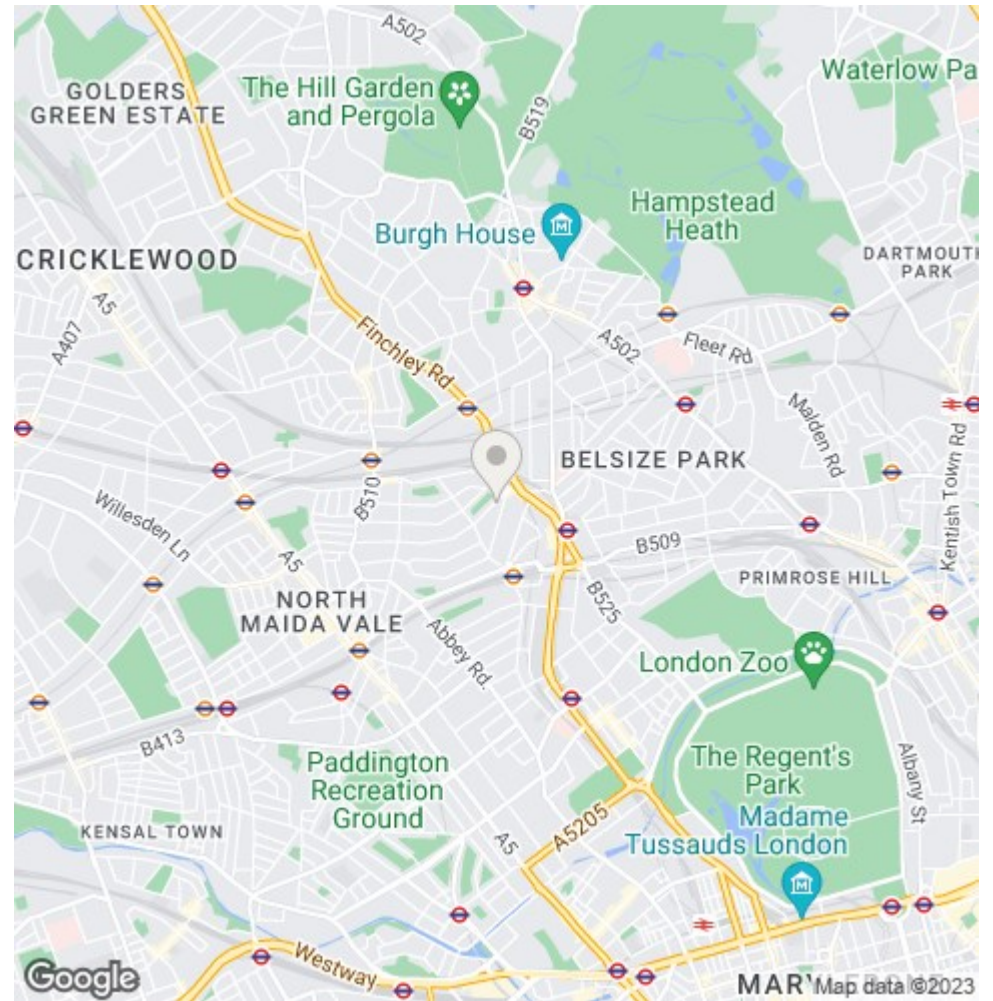 A502
GOLDERS
GREEN ESTATE
The Hill Garden
and Pergola
B519
Waterlow Pa
Hampstead
Heath
Burgh House
CRICKLEWOOD
DARTMOUTH
PARK
A5
A407
Finchley Rd
A502
Fleet Rd
Malden Rd
Kentish Town Rd
BELSIZE PARK
B510
Willesden Ln
A5
B509
PRIMROSE HILL
NORTH
MAIDA VALE
B525
Abbey Rd.
London Zoo
B413
The Regent's
Park
Albany St
Paddington
Recreation
Ground
Madame
Tussauds London
KENSAL TOWN
A5
A5205
Westway
Google
Map data ©2023